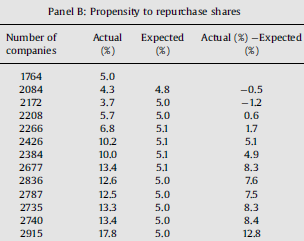 Panel B: Propensity to repurchase shares
Number of companies Actual (%) Expected (%) Actual (%) −Expected (%)
1764 5.0
2084 4.3 4.8 −0.5
2172 3.7 5.0 −1.2
2208 5.7 5.0 0.6
2266 6.8 5.1 1.7
2426 10.2 5.1 5.1
2384 10.0 5.1 4.9
2677 13.4 5.1 8.3
2836 12.6 5.0 7.6
2787 12.5 5.0 7.5
2735 13.3 5.0 8.3
2740 13.4 5.0 8.4
2915 17.8 5.0 12.8